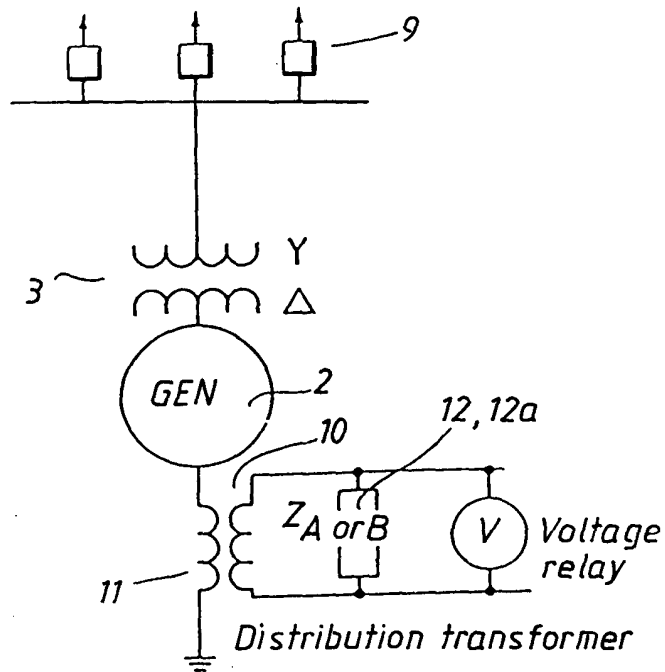 9
Y
3
Δ
GEN
2
12, 12a
10
Z_A or B
V
Voltage
relay
11
Distribution transformer